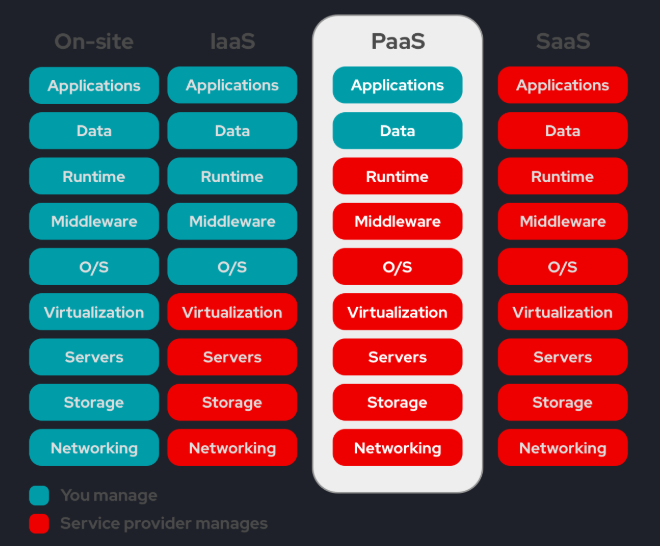 On-site IaaS PaaS SaaS
Applications Applications Applications Applications
Data Data Data Data
Runtime Runtime Runtime Runtime
Middleware Middleware Middleware Middleware
O/S O/S O/S O/S
Virtualization Virtualization Virtualization Virtualization
Servers Servers Servers Servers
Storage Storage Storage Storage
Networking Networking Networking Networking
You manage
Service provider manages